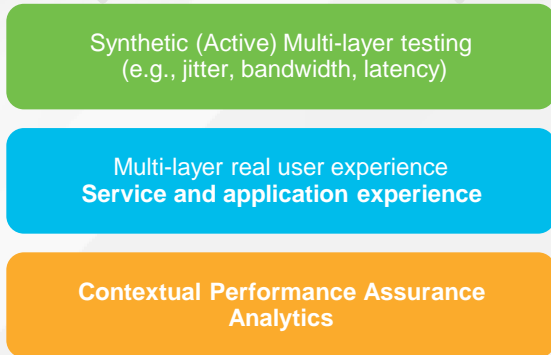 Synthetic (Active) Multi-layer testing
(e.g., jitter, bandwidth, latency)
Multi-layer real user experience
Service and application experience
Contextual Performance Assurance
Analytics